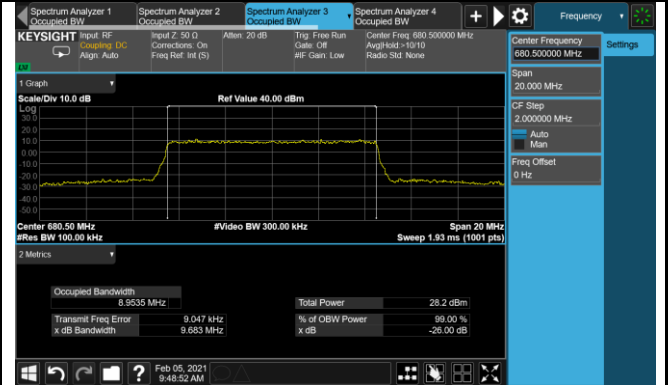 Spectrum Analyzer 1
Occupied BW
Spectrum Analyzer 2
Occupied BW
Spectrum Analyzer 3
Occupied BW
Spectrum Analyzer 4
Occupied BW
Frequency
KEYSIGHT
Input: RF
Coupling: DC
Align: Auto
Input Z: 50 Ω
Corrections: On
Freq Ref: Int (S)
Atten: 20 dB
Trig: Free Run
Gate: Off
#IF Gain: Low
Center Freq: 680.500000 MHz
Avg|Hold:>10/10
Radio Std: None
1 Graph
Scale/Div 10.0 dB
Ref Value 40.00 dBm
Log
30.0
20.0
10.0
0.00
-10.0
-20.0
-30.0
-40.0
-50.0
Center 680.50 MHz
#Video BW 300.00 kHz
Span 20 MHz
#Res BW 100.00 kHz
Sweep 1.93 ms (1001 pts)
2 Metrics
Occupied Bandwidth
8.9535 MHz
Total Power
28.2 dBm
Transmit Freq Error
9.047 kHz
% of OBW Power
99.00 %
x dB Bandwidth
9.683 MHz
x dB
-26.00 dB
Feb 05, 2021
9:48:52 AM
Center Frequency
680.500000 MHz
Settings
Span
20.000 MHz
CF Step
2.000000 MHz
Auto
Man
Freq Offset
0 Hz